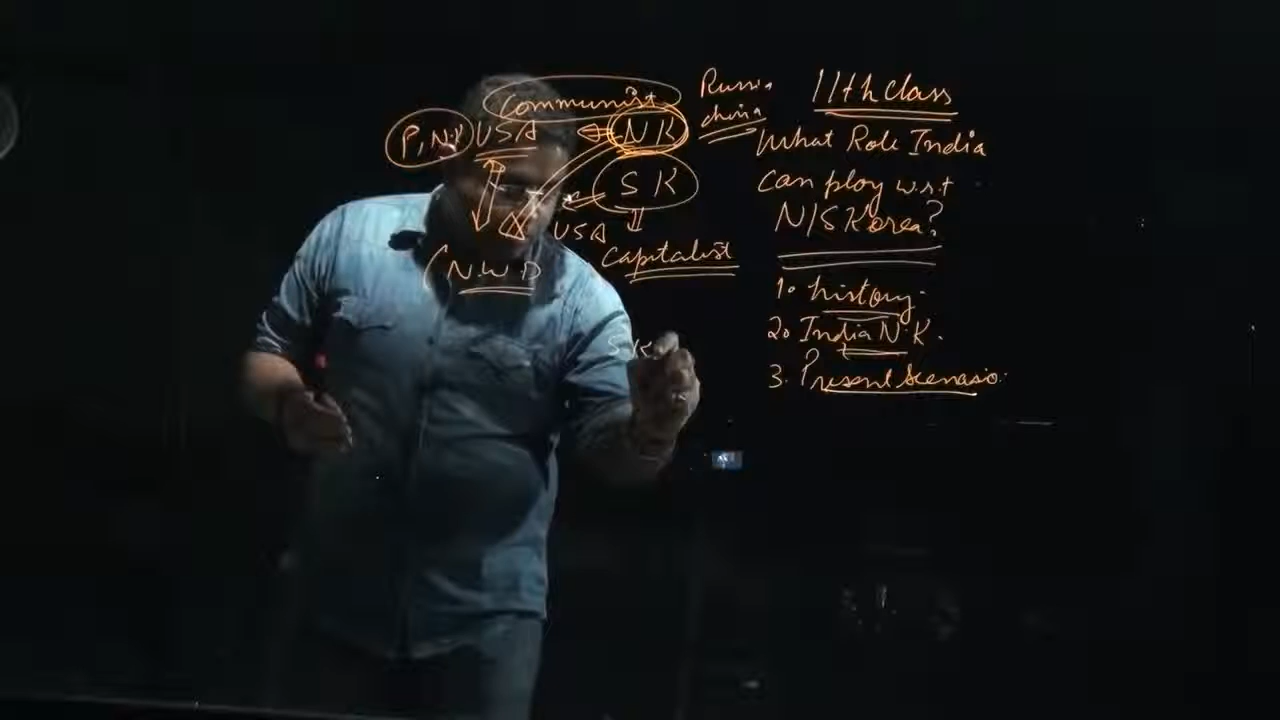 Communist
P, N.K USA
NK
Russia
china
SK
USA
Capitalist
(N.W.D
SK
11th class
What Role India
can play w.r.t
N/S Korea?
1. history.
2. India N.K.
3. Present Scenario.